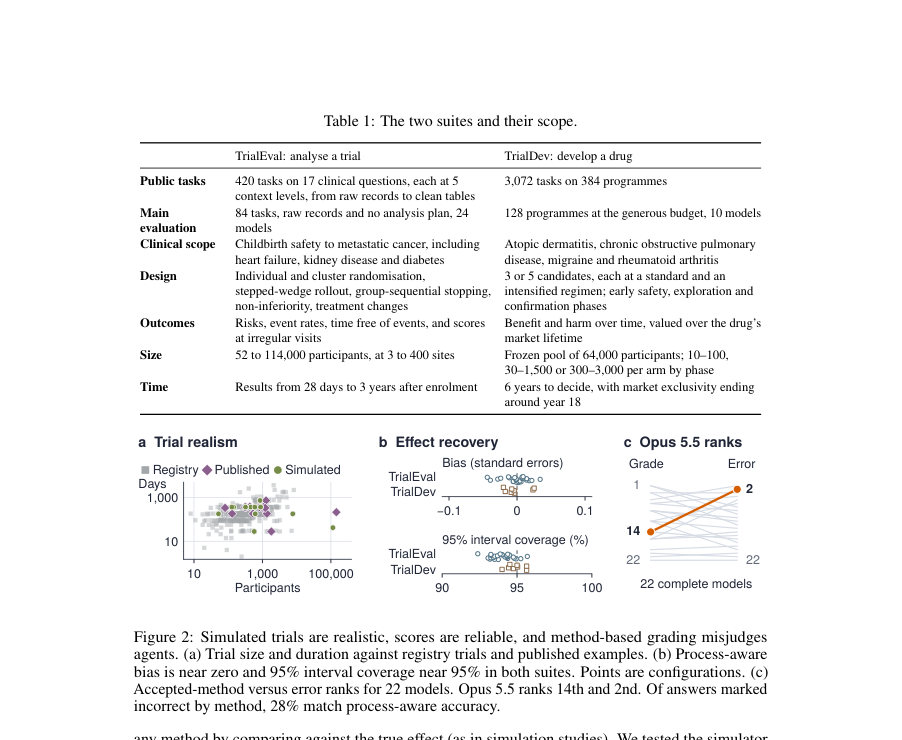 Table 1: The two suites and their scope.
TrialEval: analyse a trial TrialDev: develop a drug
Public tasks 420 tasks on 17 clinical questions, each at 5 3,072 tasks on 384 programmes
context levels, from raw records to clean tables
Main 84 tasks, raw records and no analysis plan, 24 128 programmes at the generous budget, 10 models
evaluation models
Clinical scope Childbirth safety to metastatic cancer, including Atopic dermatitis, chronic obstructive pulmonary
heart failure, kidney disease and diabetes disease, migraine and rheumatoid arthritis
Design Individual and cluster randomisation, 3 or 5 candidates, each at a standard and an
stepped-wedge rollout, group-sequential stopping, intensified regimen; early safety, exploration and
non-inferiority, treatment changes confirmation phases
Outcomes Risks, event rates, time free of events, and scores Benefit and harm over time, valued over the drug's
at irregular visits market lifetime
Size 52 to 114,000 participants, at 3 to 400 sites Frozen pool of 64,000 participants; 10–100,
30–1,500 or 300–3,000 per arm by phase
Time Results from 28 days to 3 years after enrolment 6 years to decide, with market exclusivity ending
around year 18
a Trial realism
Registry Published Simulated
Days
1,000
10
10 1,000 100,000
Participants
b Effect recovery
Bias (standard errors)
TrialEval
TrialDev
−0.1 0 0.1
95% interval coverage (%)
TrialEval
TrialDev
90 95 100
c Opus 5.5 ranks
Grade Error
1 2
14
22 22
22 complete models
Figure 2: Simulated trials are realistic, scores are reliable, and method-based grading misjudges
agents. (a) Trial size and duration against registry trials and published examples. (b) Process-aware
bias is near zero and 95% interval coverage near 95% in both suites. Points are configurations. (c)
Accepted-method versus error ranks for 22 models. Opus 5.5 ranks 14th and 2nd. Of answers marked
incorrect by method, 28% match process-aware accuracy.
any method by comparing against the true effect (as in simulation studies). We tested the simulator